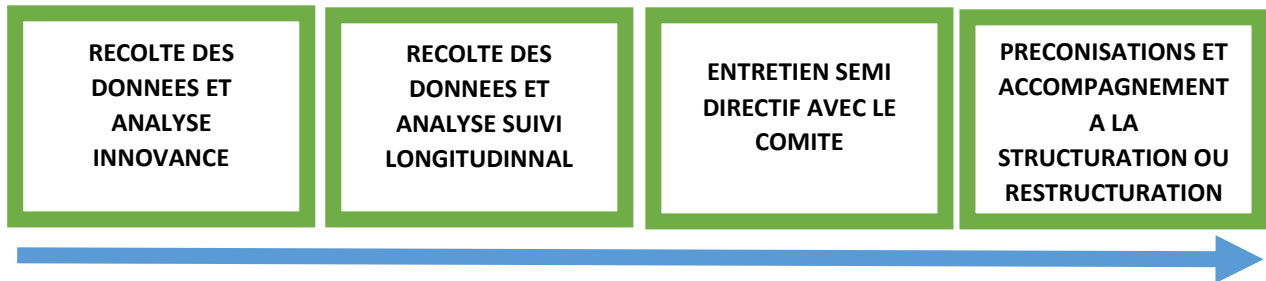 RECOLTE DES
DONNEES ET
ANALYSE
INNOVANCE
RECOLTE DES
DONNEES ET
ANALYSE SUIVI
LONGITUDINNAL
ENTRETIEN SEMI
DIRECTIF AVEC LE
COMITE
PRECONISATIONS ET
ACCOMPAGNEMENT
A LA
STRUCTURATION OU
RESTRUCTURATION